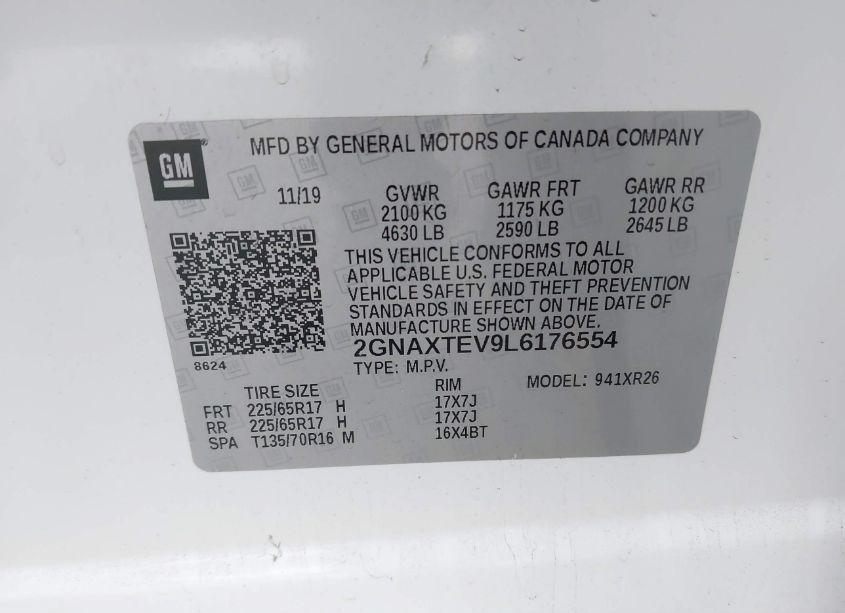 GM
MFD BY GENERAL MOTORS OF CANADA COMPANY
11/19
GVWR GAWR FRT GAWR RR
2100 KG 1175 KG 1200 KG
4630 LB 2590 LB 2645 LB
THIS VEHICLE CONFORMS TO ALL
APPLICABLE U.S. FEDERAL MOTOR
VEHICLE SAFETY AND THEFT PREVENTION
STANDARDS IN EFFECT ON THE DATE OF
MANUFACTURE SHOWN ABOVE.
2GNAXTEV9L6176554
8624
TYPE: M.P.V. MODEL: 941XR26
TIRE SIZE RIM
FRT 225/65R17 H 17X7J
RR 225/65R17 H 17X7J
SPA T135/70R16 M 16X4BT